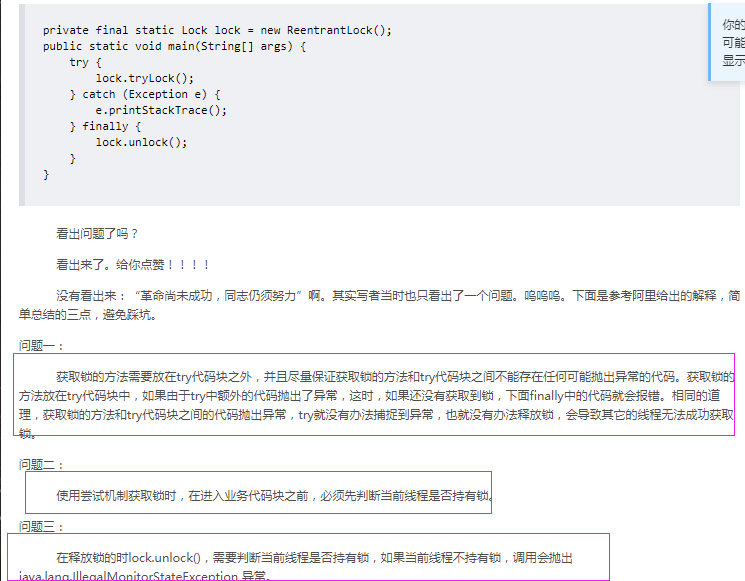 private final static Lock lock = new ReentrantLock();
public static void main(String[] args) {
try {
lock.tryLock();
} catch (Exception e) {
e.printStackTrace();
} finally {
lock.unlock();
}
}
你的
可能
显示
看出问题了吗？
看出来了。给你点赞！！！！
没有看出来：“革命尚未成功，同志仍须努力”啊。其实写者当时也只看出了一个问题。呜呜呜。下面是参考阿里给出的解释，简
单总结的三点，避免踩坑。
问题一：
获取锁的方法需要放在try代码块之外，并且尽量保证获取锁的方法和try代码块之间不能存在任何可能抛出异常的代码。获取锁的
方法放在try代码块中，如果由于try中额外的代码抛出了异常，这时，如果还没有获取到锁，下面finally中的代码就会报错。相同的道
理，获取锁的方法和try代码块之间的代码抛出异常，try就没有办法捕捉到异常，也就没有办法释放锁，会导致其它的线程无法成功获取
锁。
问题二：
使用尝试机制获取锁时，在进入业务代码块之前，必须先判断当前线程是否持有锁。
问题三：
在释放锁的时lock.unlock()，需要判断当前线程是否持有锁，如果当前线程不持有锁，调用会抛出
java.lang.IllegalMonitorStateException 异常。